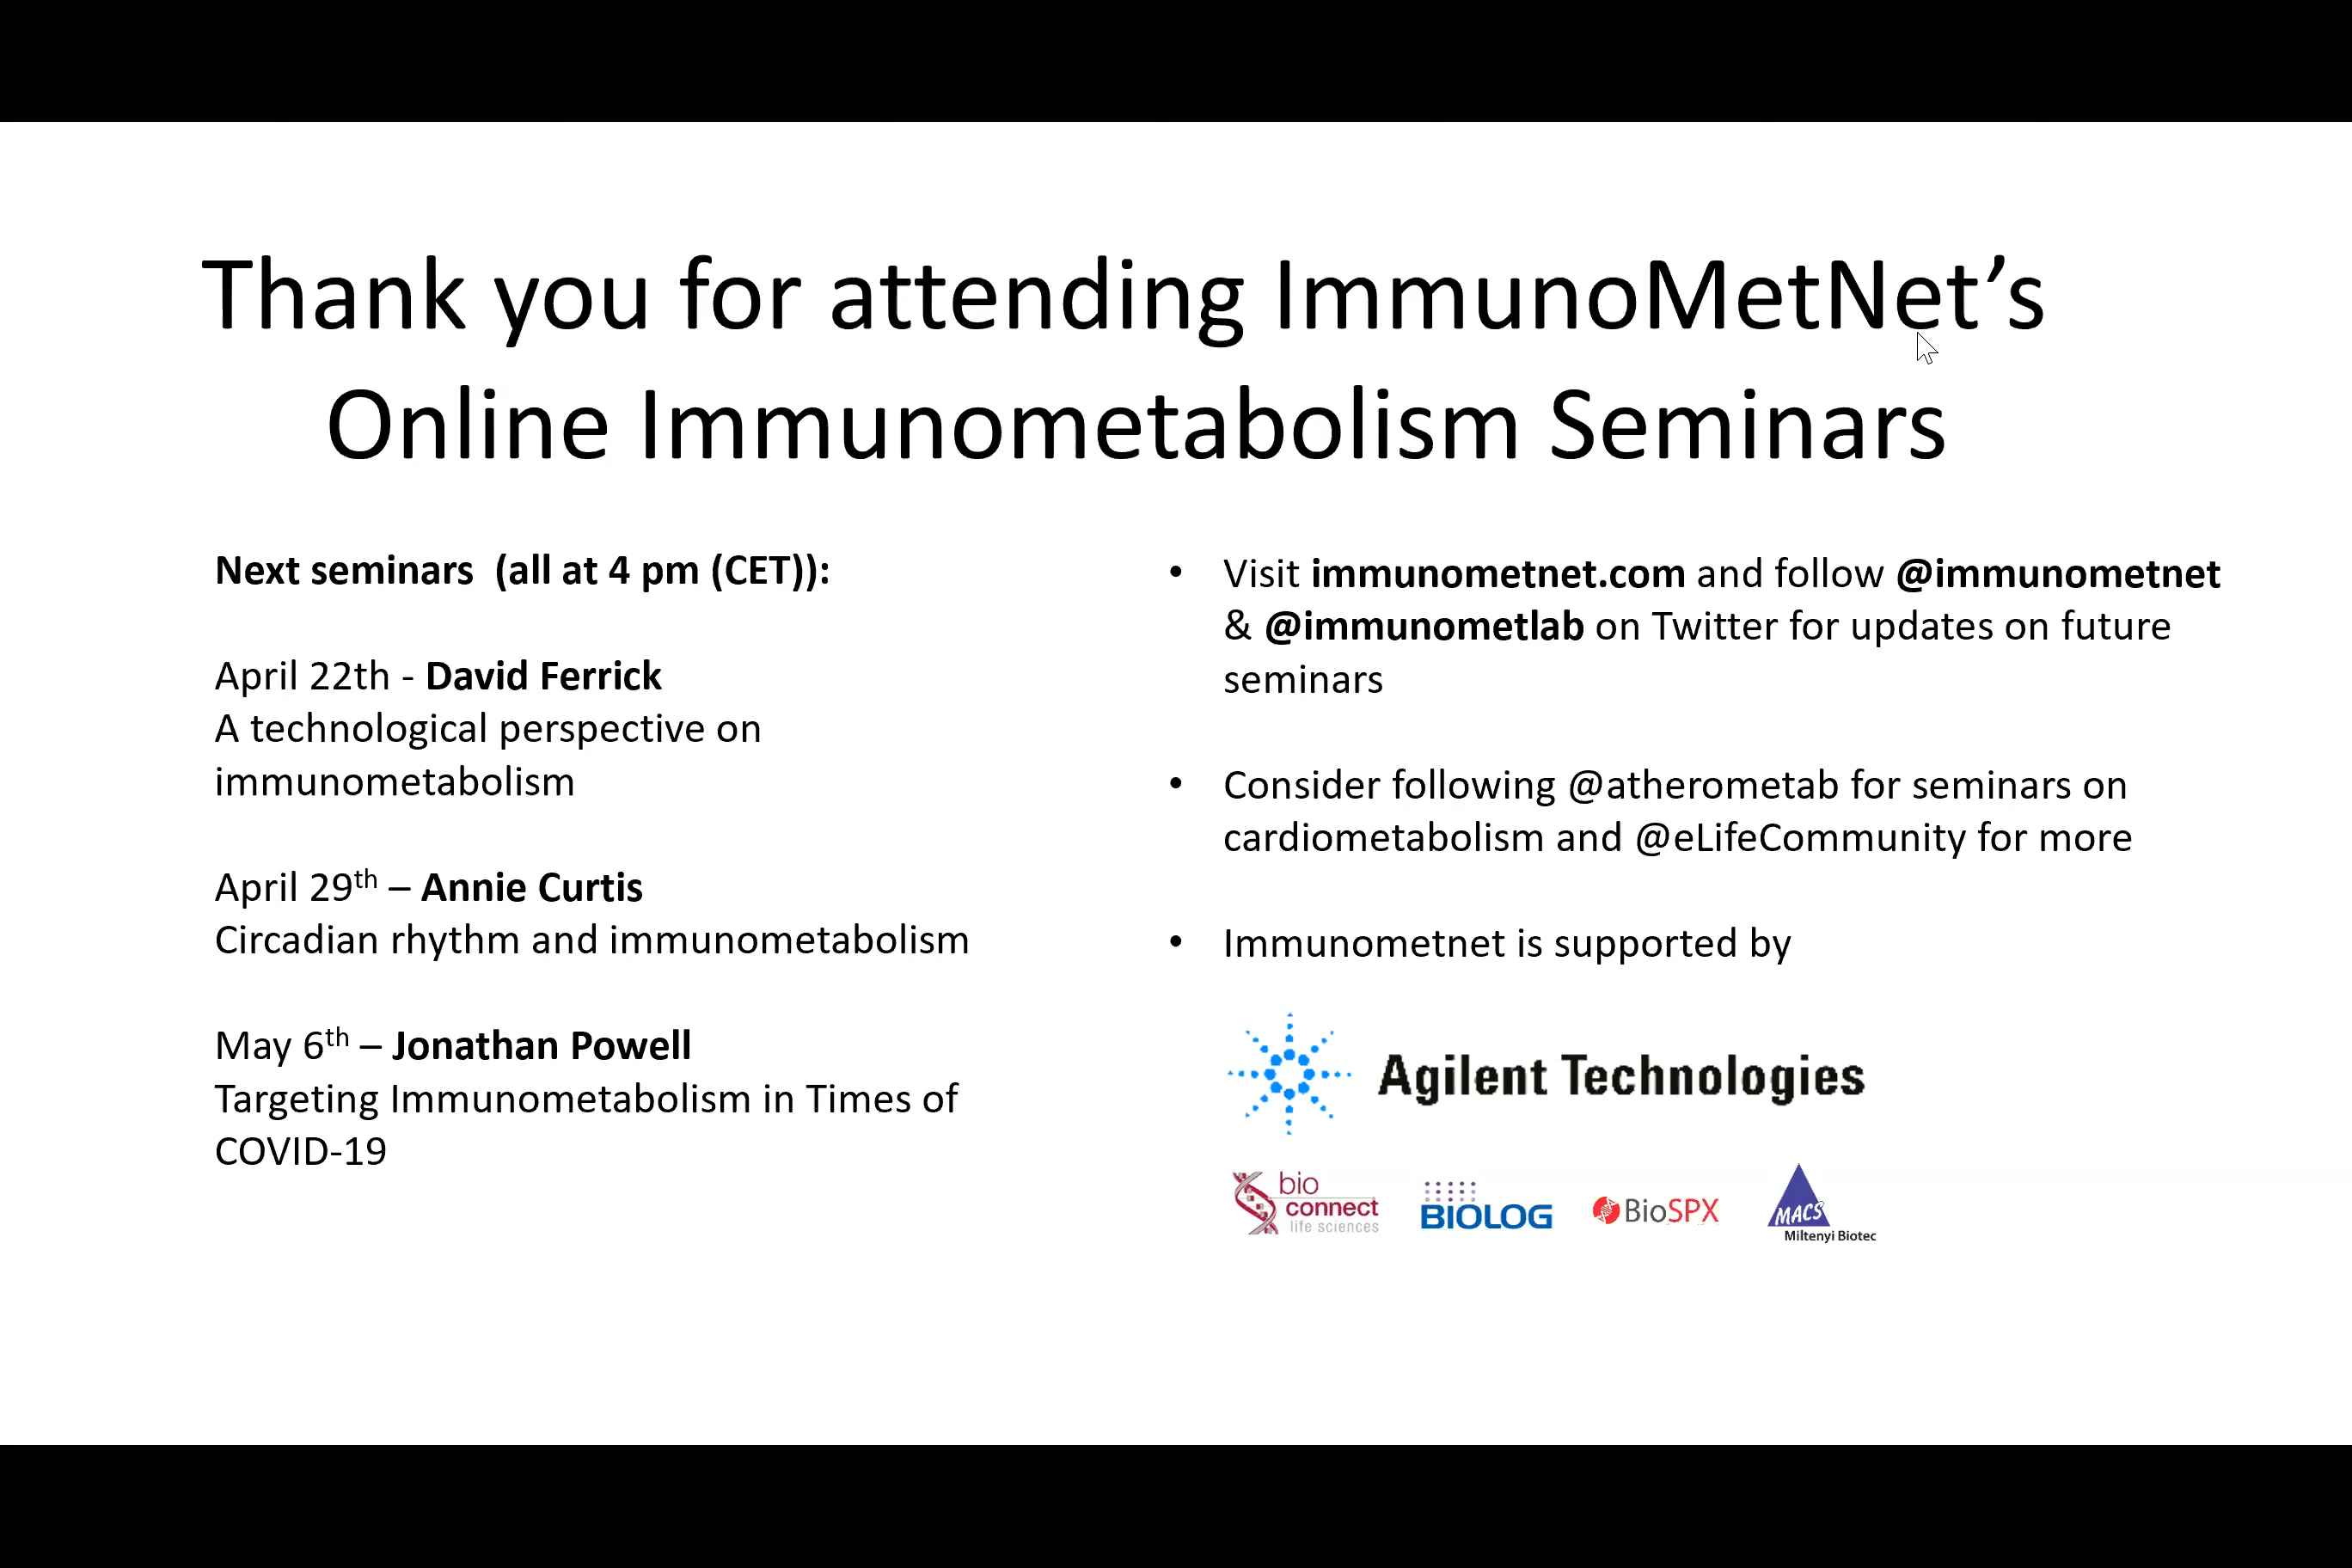 Thank you for attending ImmunoMetNet’s
Online Immunometabolism Seminars
Next seminars  (all at 4 pm (CET)):
April 22th - David Ferrick
A technological perspective on
immunometabolism
April 29th – Annie Curtis
Circadian rhythm and immunometabolism
May 6th – Jonathan Powell
Targeting Immunometabolism in Times of
COVID-19
• Visit immunometnet.com and follow @immunometnet
& @immunometlab on Twitter for updates on future
seminars
• Consider following @atherometab for seminars on
cardiometabolism and @eLifeCommunity for more
• Immunometnet is supported by
Agilent Technologies
bio
connect
life sciences
BIOLOG
BioSPX
MACS
Miltenyi Biotec